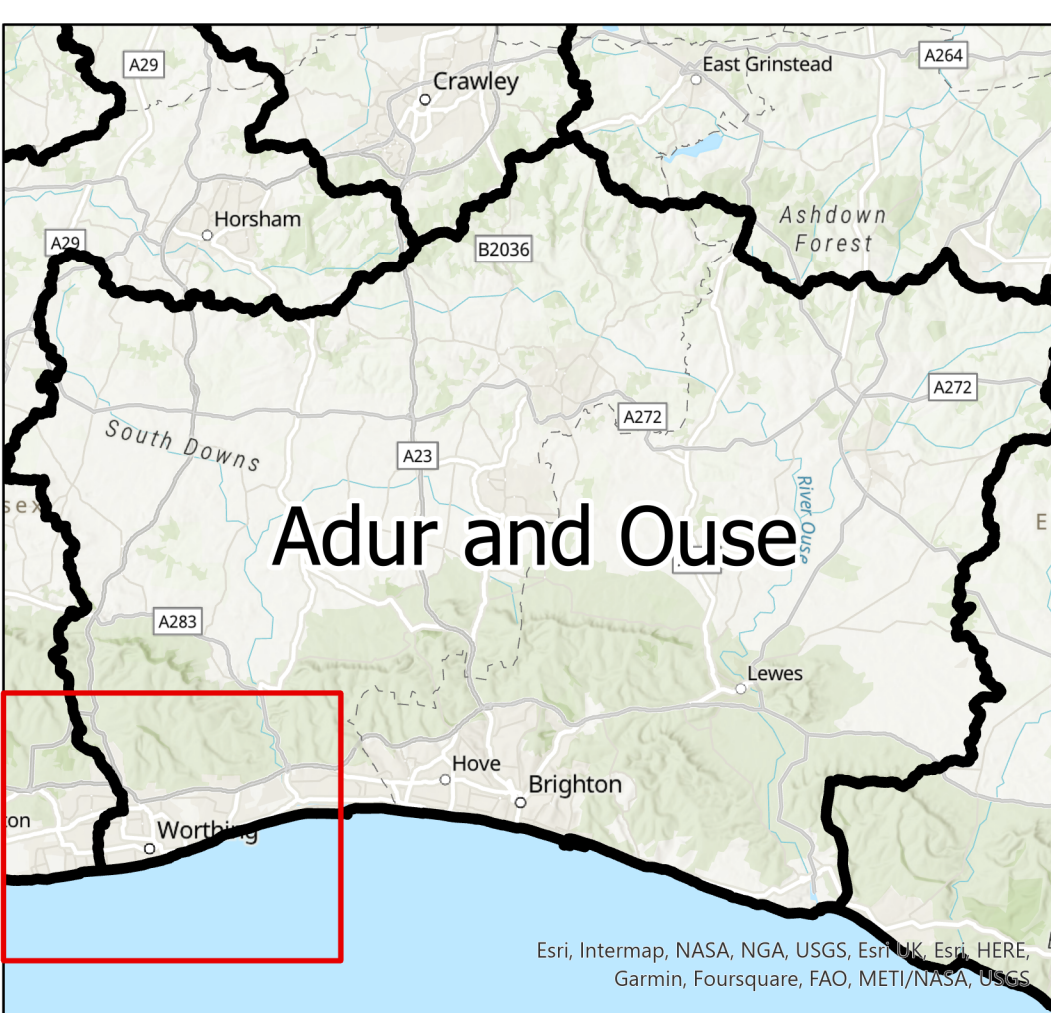 A29
Crawley
East Grinstead
A264
Horsham
A29
B2036
Ashdown
Forest
A272
A272
South Downs
A23
sex
River Ouse
E
Adur and Ouse
A283
Lewes
Hove
Brighton
ton
Worthing
Esri, Intermap, NASA, NGA, USGS, Esri UK, Esri, HERE,
Garmin, Foursquare, FAO, METI/NASA, USGS